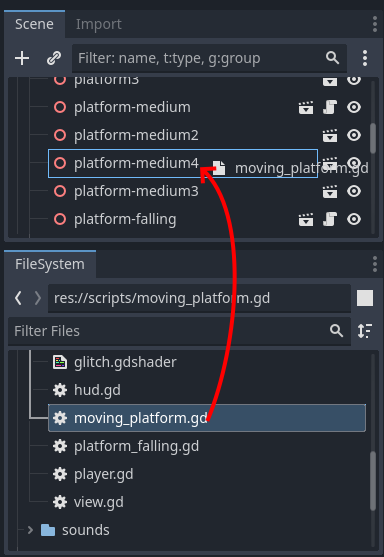 Scene Import
Filter: name, t:type, g:group
platform3
platform-medium
platform-medium2
platform-medium4 moving_platform.gd
platform-medium3
platform-falling
FileSystem
res://scripts/moving_platform.gd
Filter Files
glitch.gdshader
hud.gd
moving_platform.gd
platform_falling.gd
player.gd
view.gd
sounds